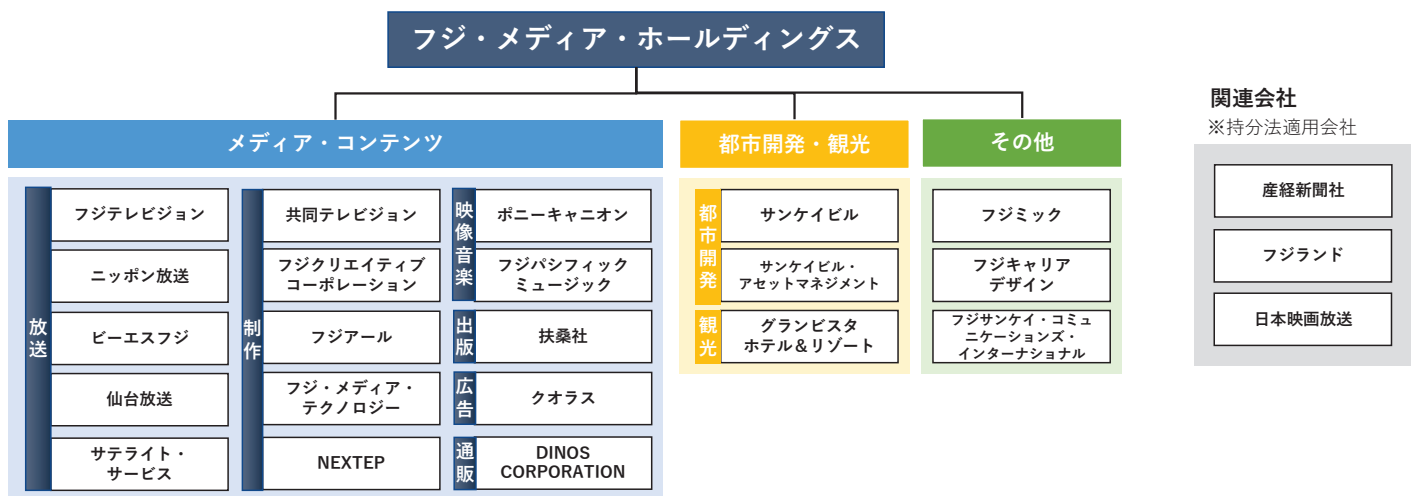 フジ・メディア・ホールディングス
メディア・コンテンツ
放送
フジテレビジョン
ニッポン放送
ビーエスフジ
仙台放送
サテライト・
サービス
制作
共同テレビジョン
フジクリエイティブ
コーポレーション
フジアール
フジ・メディア・
テクノロジー
NEXTEP
映像音楽
ポニーキャニオン
フジパシフィック
ミュージック
出版
扶桑社
広告
クオラス
通販
DINOS
CORPORATION
都市開発・観光
都市開発
サンケイビル
サンケイビル・
アセットマネジメント
観光
グランビスタ
ホテル&リゾート
その他
フジミック
フジキャリア
デザイン
フジサンケイ・コミュ
ニケーションズ・
インターナショナル
関連会社
※持分法適用会社
産経新聞社
フジランド
日本映画放送